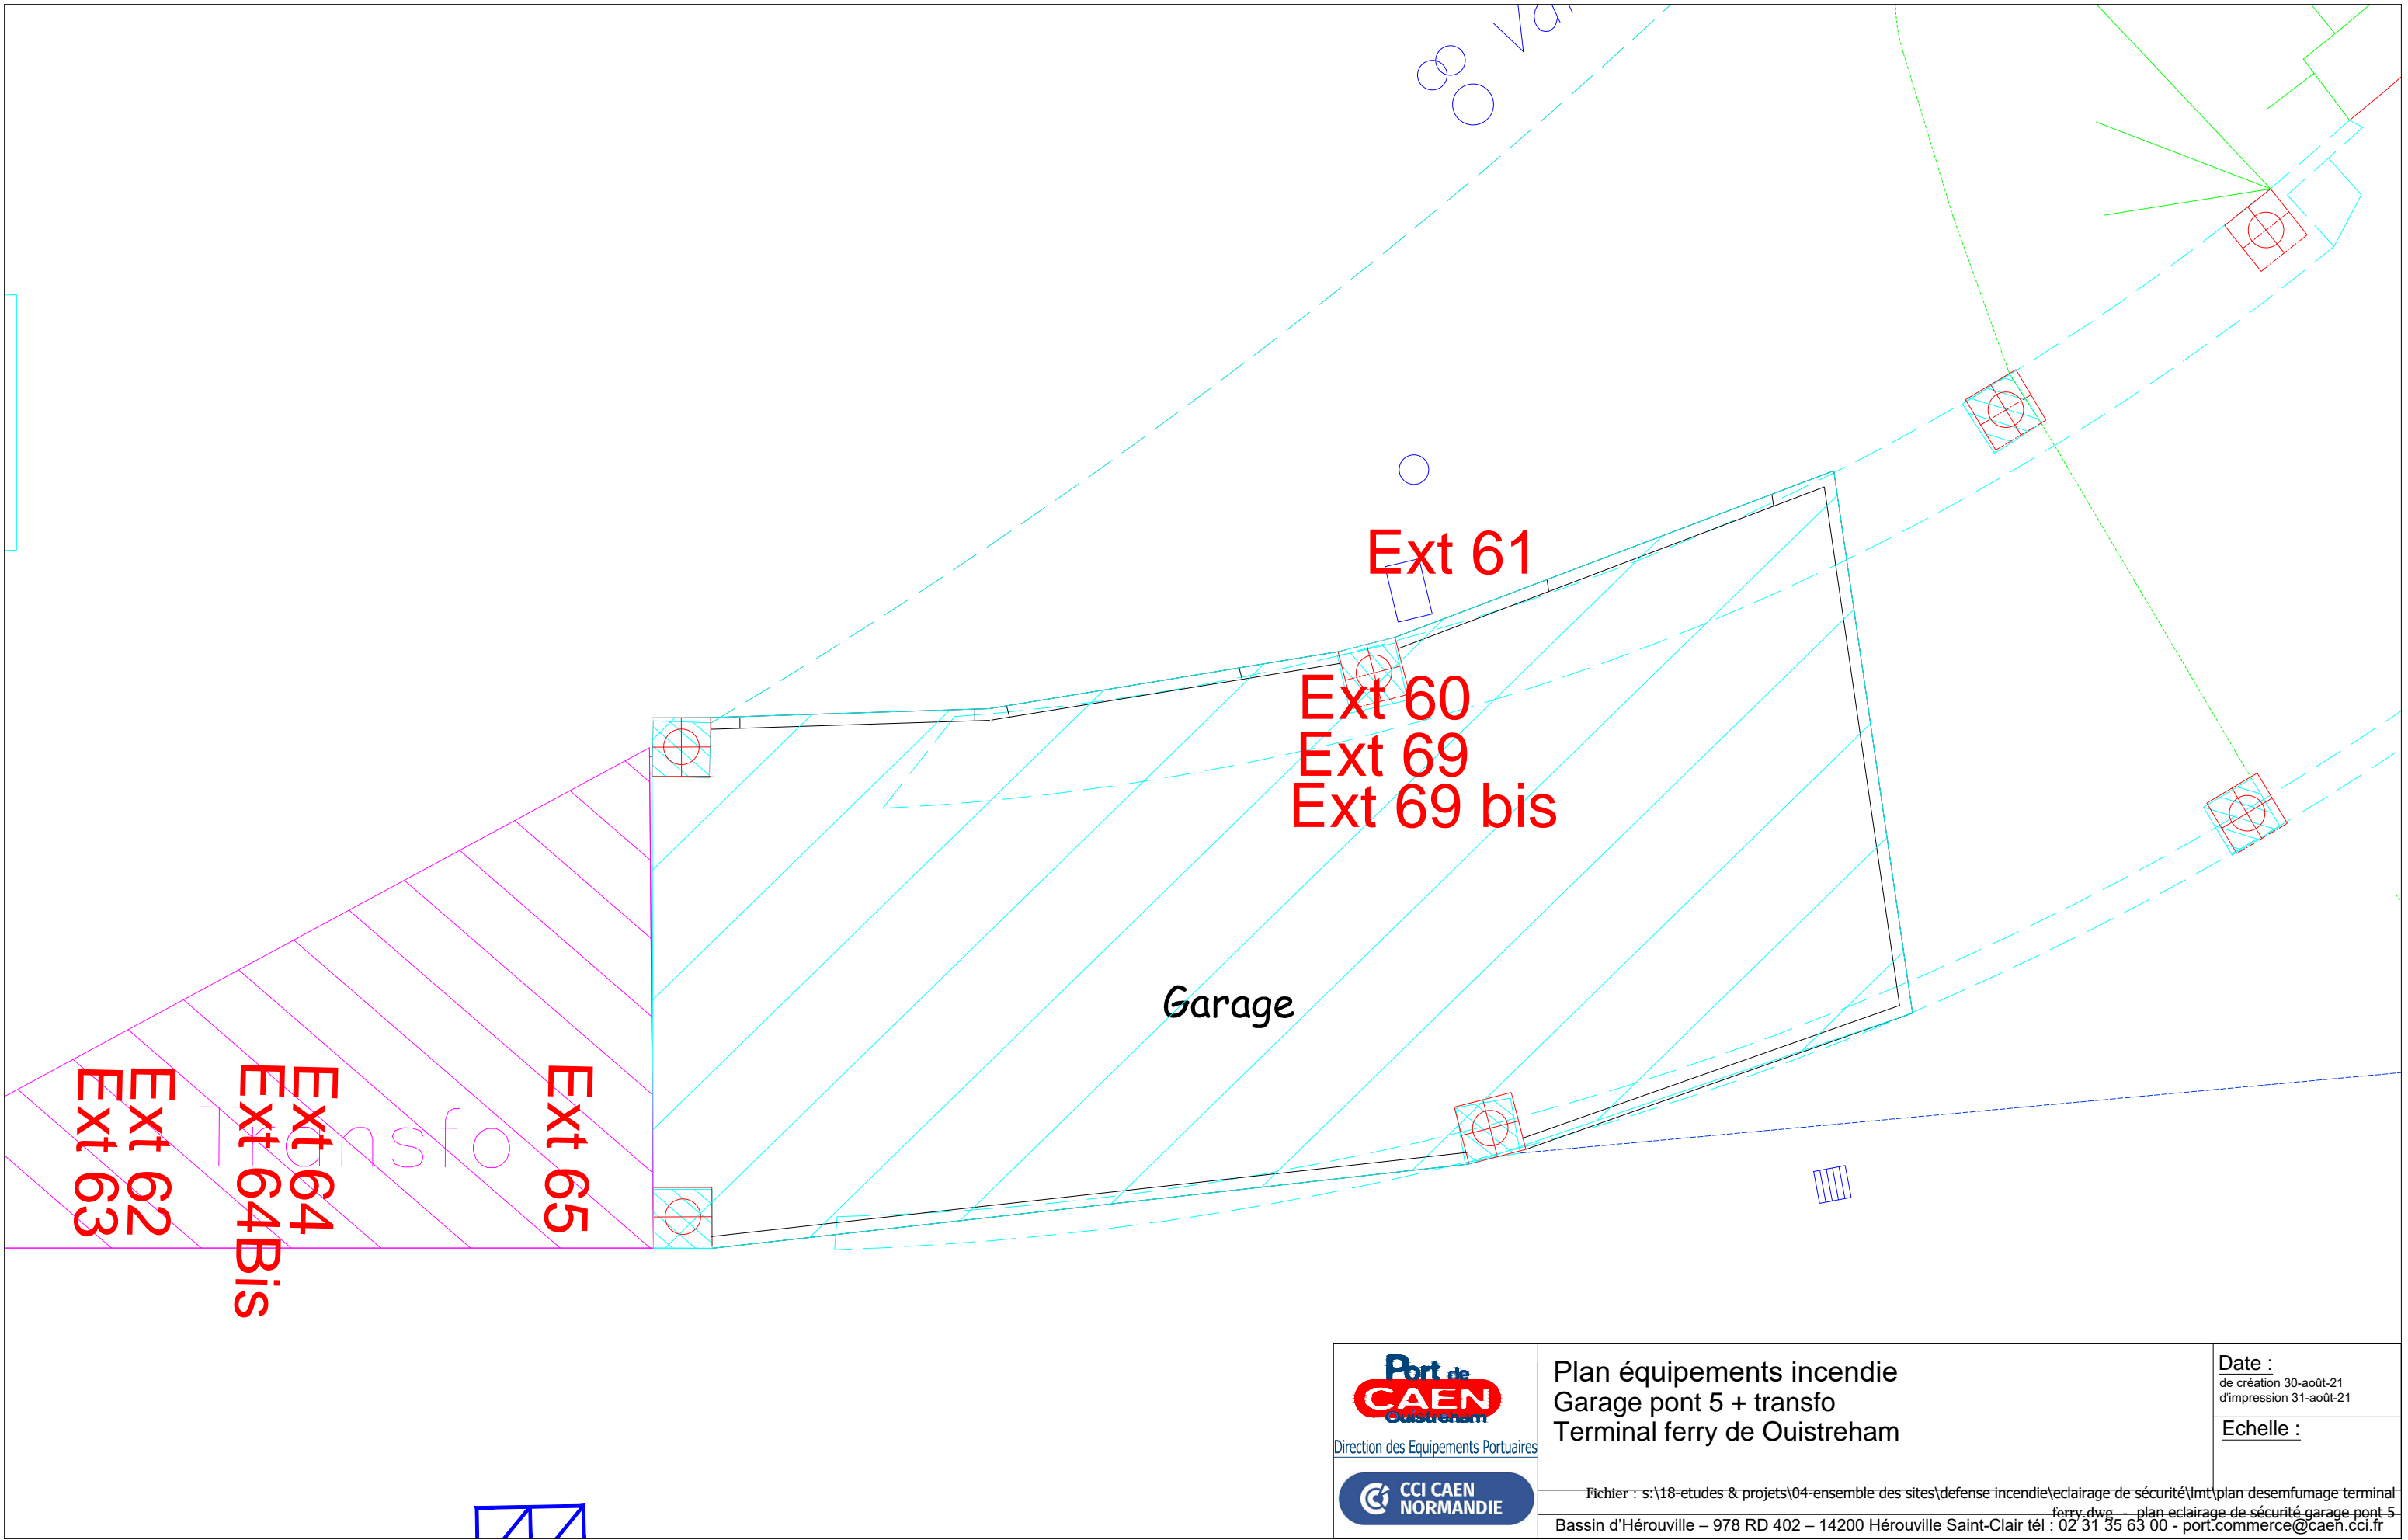 Ext 61
Ext 60
Ext 69
Ext 69 bis
Garage
Transfo
Ext 63
Ext 62
Ext 64Bis
Ext 64
Ext 65
Port de
CAEN
Ouistreham
Direction des Equipements Portuaires
CCI CAEN
NORMANDIE
Plan équipements incendie
Garage pont 5 + transfo
Terminal ferry de Ouistreham
Date :
de création 30-août-21
d'impression 31-août-21
Echelle :
Fichier : s:\18-etudes & projets\04-ensemble des sites\defense incendie\eclairage de sécurité\lmt\plan desemfumage terminal
ferry.dwg - plan eclairage de sécurité garage pont 5
Bassin d'Hérouville – 978 RD 402 – 14200 Hérouville Saint-Clair tél : 02 31 35 63 00 - port.commerce@caen.cci.fr